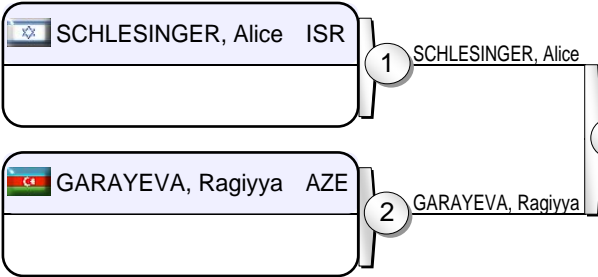 SCHLESINGER, Alice ISR
1
SCHLESINGER, Alice
GARAYEVA, Ragiyya AZE
2
GARAYEVA, Ragiyya